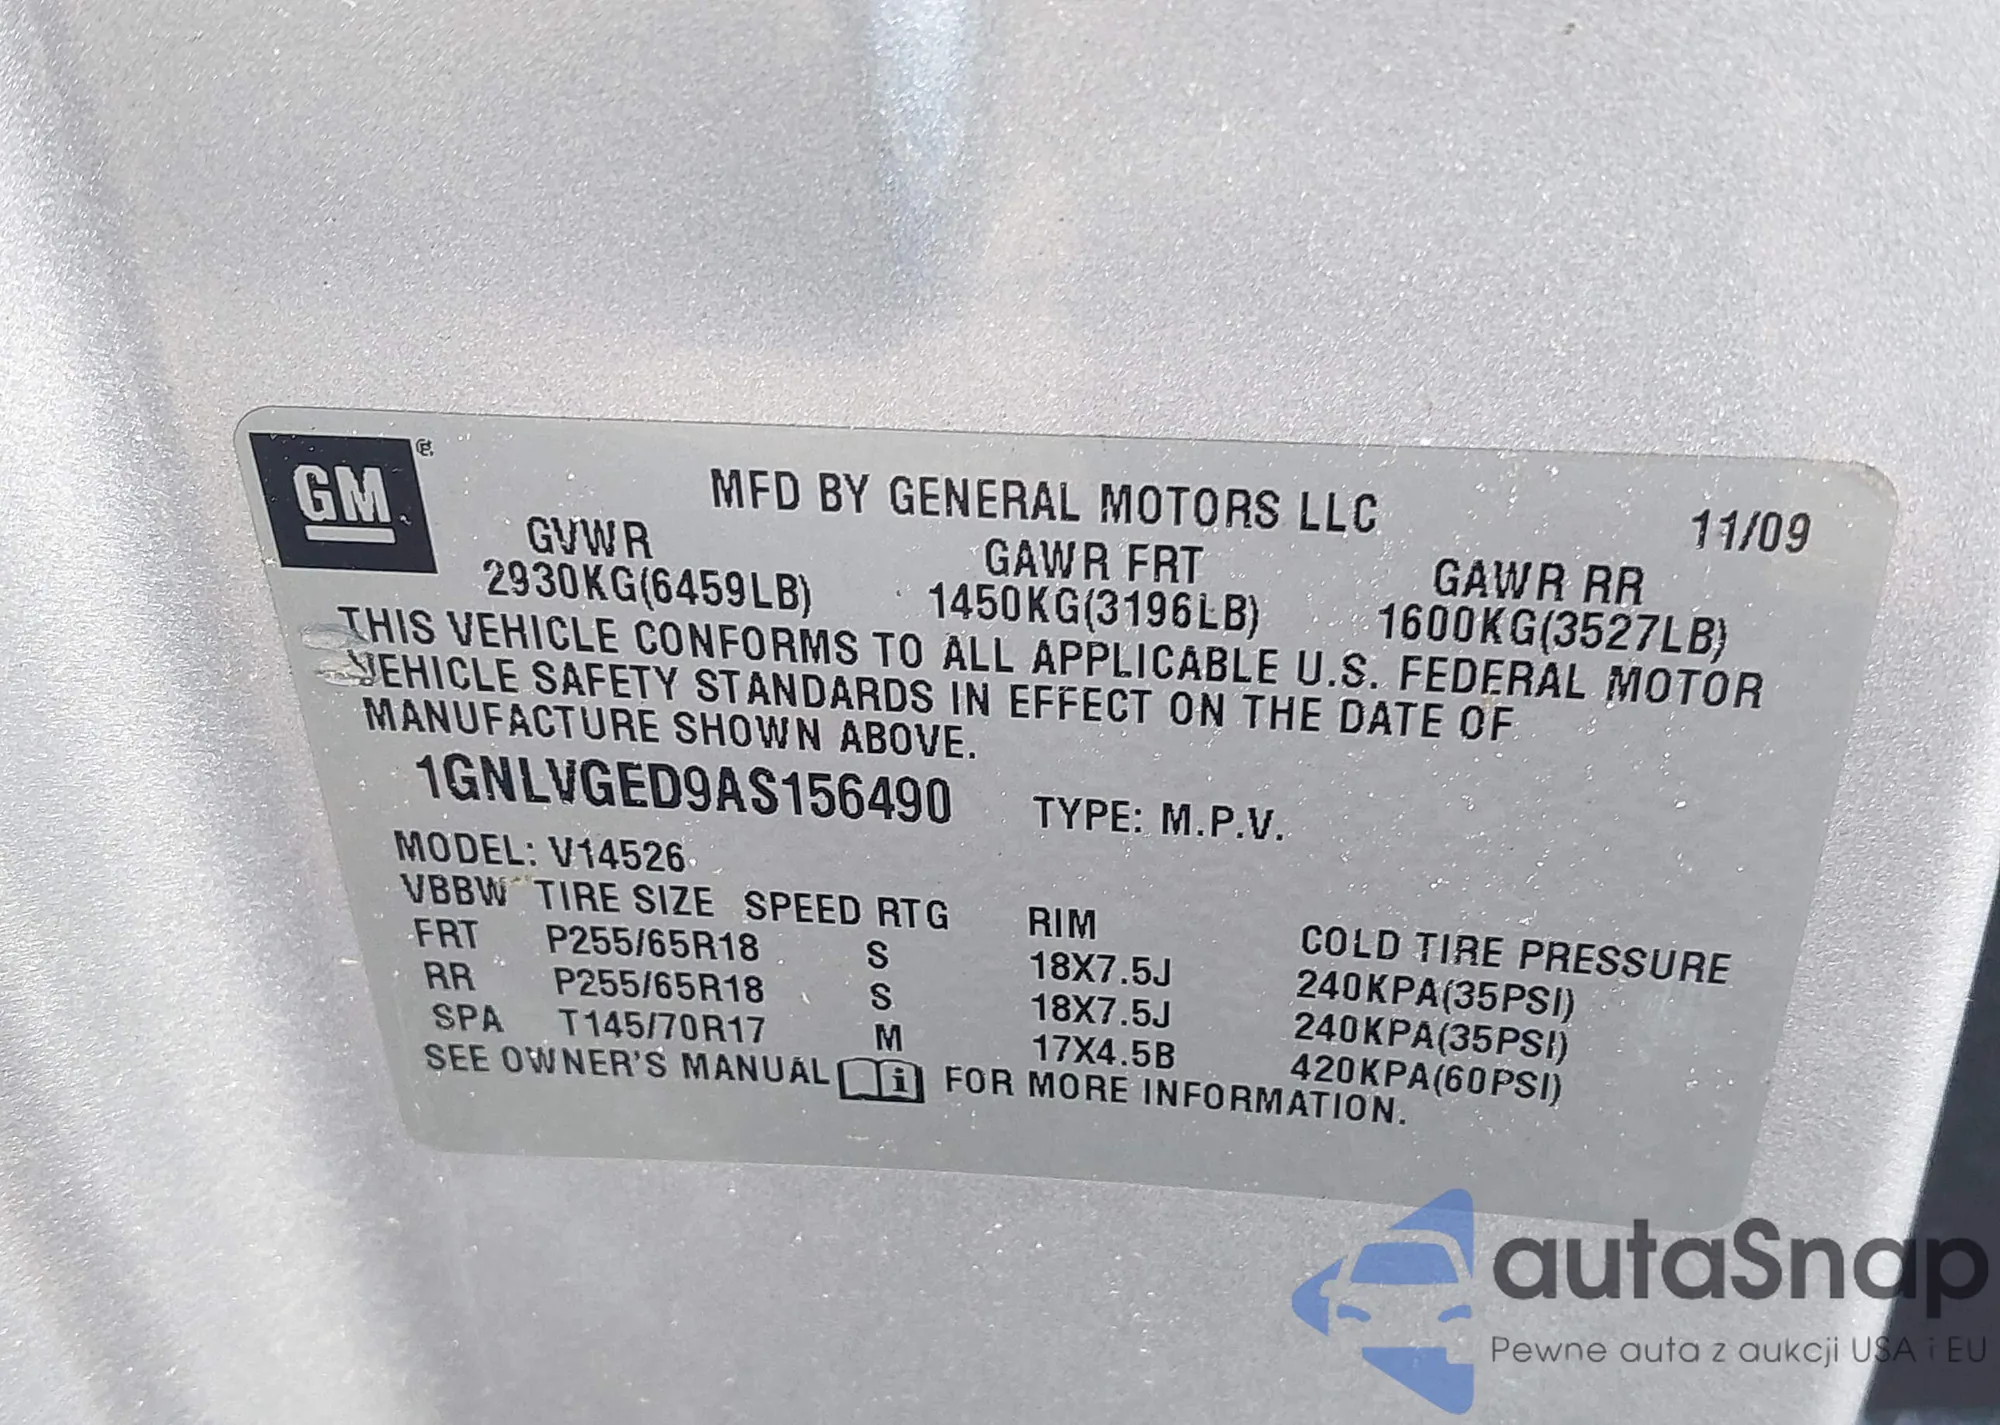 GM
MFD BY GENERAL MOTORS LLC
11/09
GVWR GAWR FRT GAWR RR
2930KG(6459LB) 1450KG(3196LB) 1600KG(3527LB)
THIS VEHICLE CONFORMS TO ALL APPLICABLE U.S. FEDERAL MOTOR
VEHICLE SAFETY STANDARDS IN EFFECT ON THE DATE OF
MANUFACTURE SHOWN ABOVE.
1GNLVGED9AS156490 TYPE: M.P.V.
MODEL: V14526
VBBW TIRE SIZE SPEED RTG RIM COLD TIRE PRESSURE
FRT P255/65R18 S 18X7.5J 240KPA(35PSI)
RR P255/65R18 S 18X7.5J 240KPA(35PSI)
SPA T145/70R17 M 17X4.5B 420KPA(60PSI)
SEE OWNER'S MANUAL i FOR MORE INFORMATION.
autaSnap
Pewne auta z aukcji USA i EU